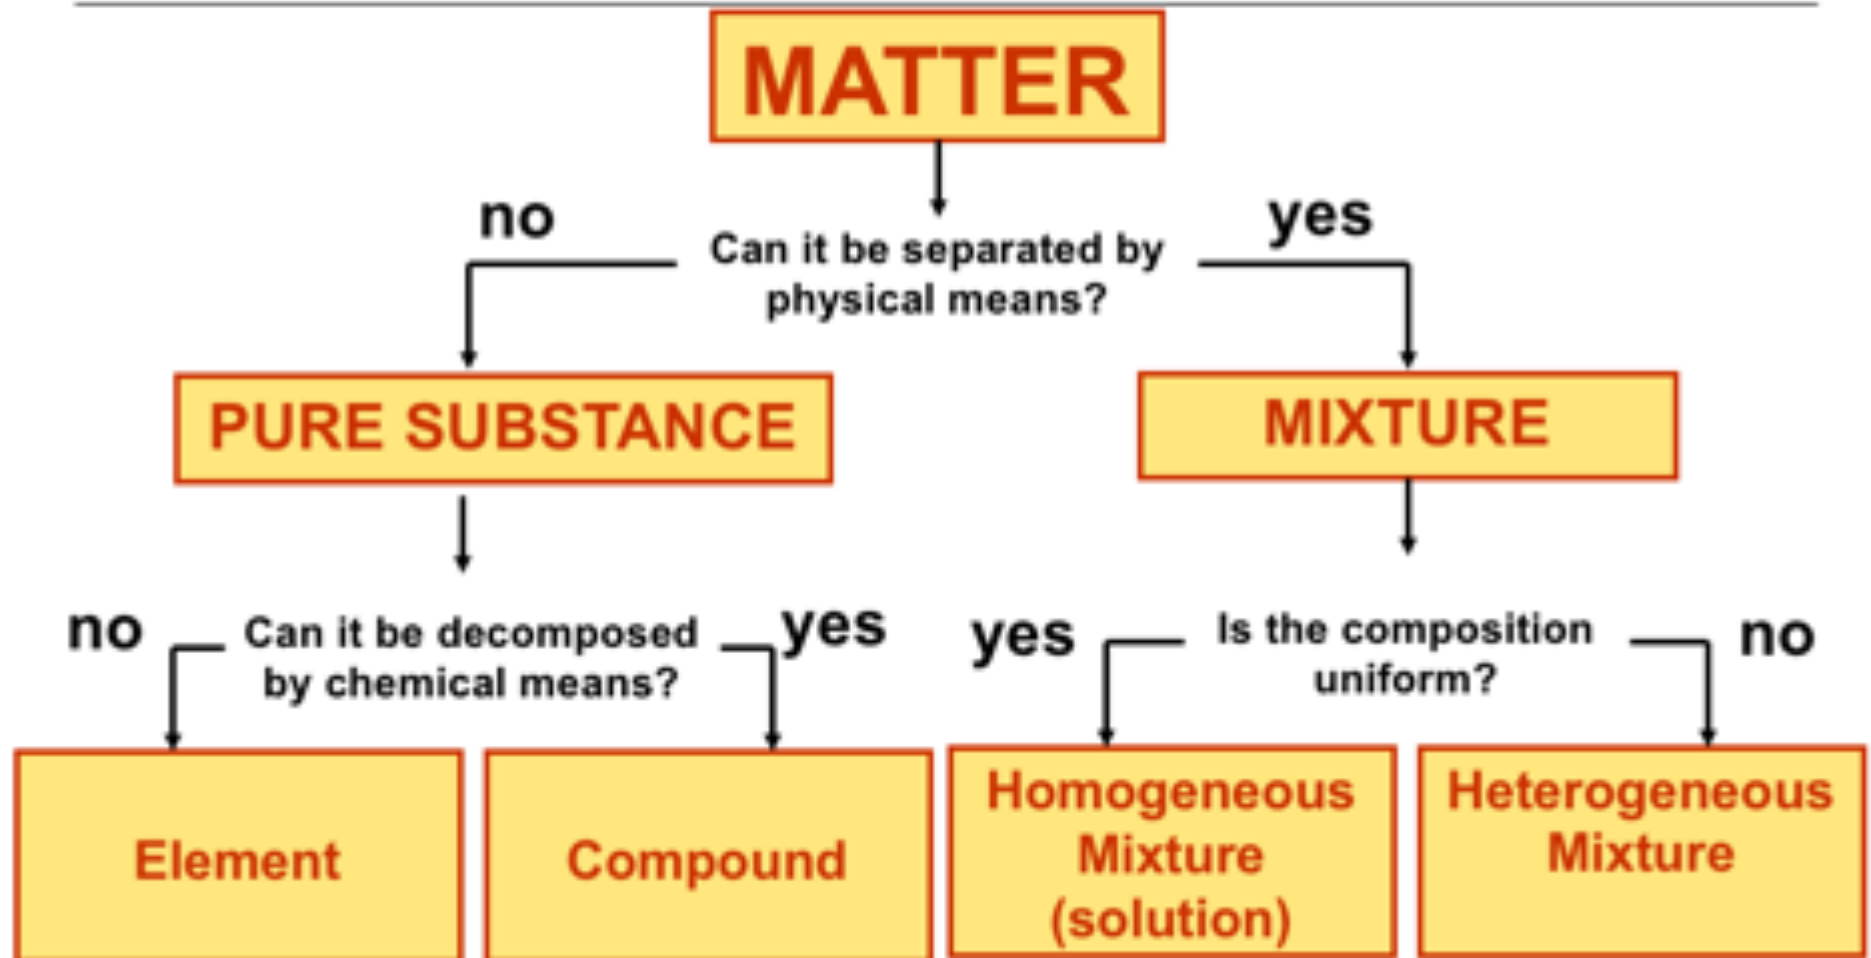 MATTER
no
yes
Can it be separated by
physical means?
PURE SUBSTANCE
MIXTURE
no
Can it be decomposed
by chemical means?
yes
yes
Is the composition
uniform?
no
Element
Compound
Homogeneous
Mixture
(solution)
Heterogeneous
Mixture